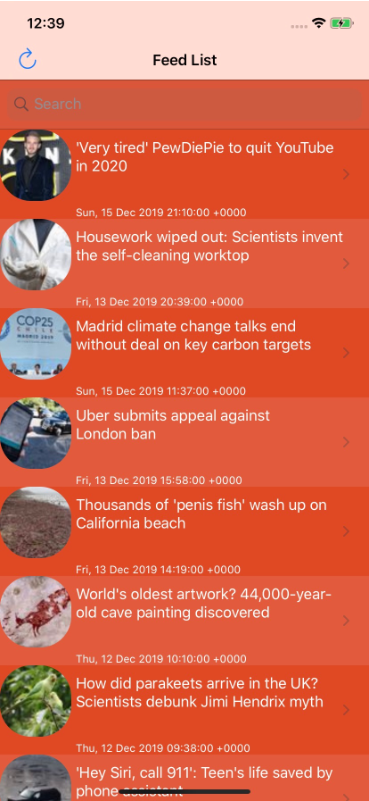 12:39
Feed List
Search
'Very tired' PewDiePie to quit YouTube
in 2020
Sun, 15 Dec 2019 21:10:00 +0000
Housework wiped out: Scientists invent
the self-cleaning worktop
Fri, 13 Dec 2019 20:39:00 +0000
COP25
CHILE
MADRID 2019
Madrid climate change talks end
without deal on key carbon targets
Sun, 15 Dec 2019 11:37:00 +0000
Uber submits appeal against
London ban
Fri, 13 Dec 2019 15:58:00 +0000
Thousands of 'penis fish' wash up on
California beach
Fri, 13 Dec 2019 14:19:00 +0000
World's oldest artwork? 44,000-year-
old cave painting discovered
Thu, 12 Dec 2019 10:10:00 +0000
How did parakeets arrive in the UK?
Scientists debunk Jimi Hendrix myth
Thu, 12 Dec 2019 09:38:00 +0000
'Hey Siri, call 911': Teen's life saved by
phone assistant